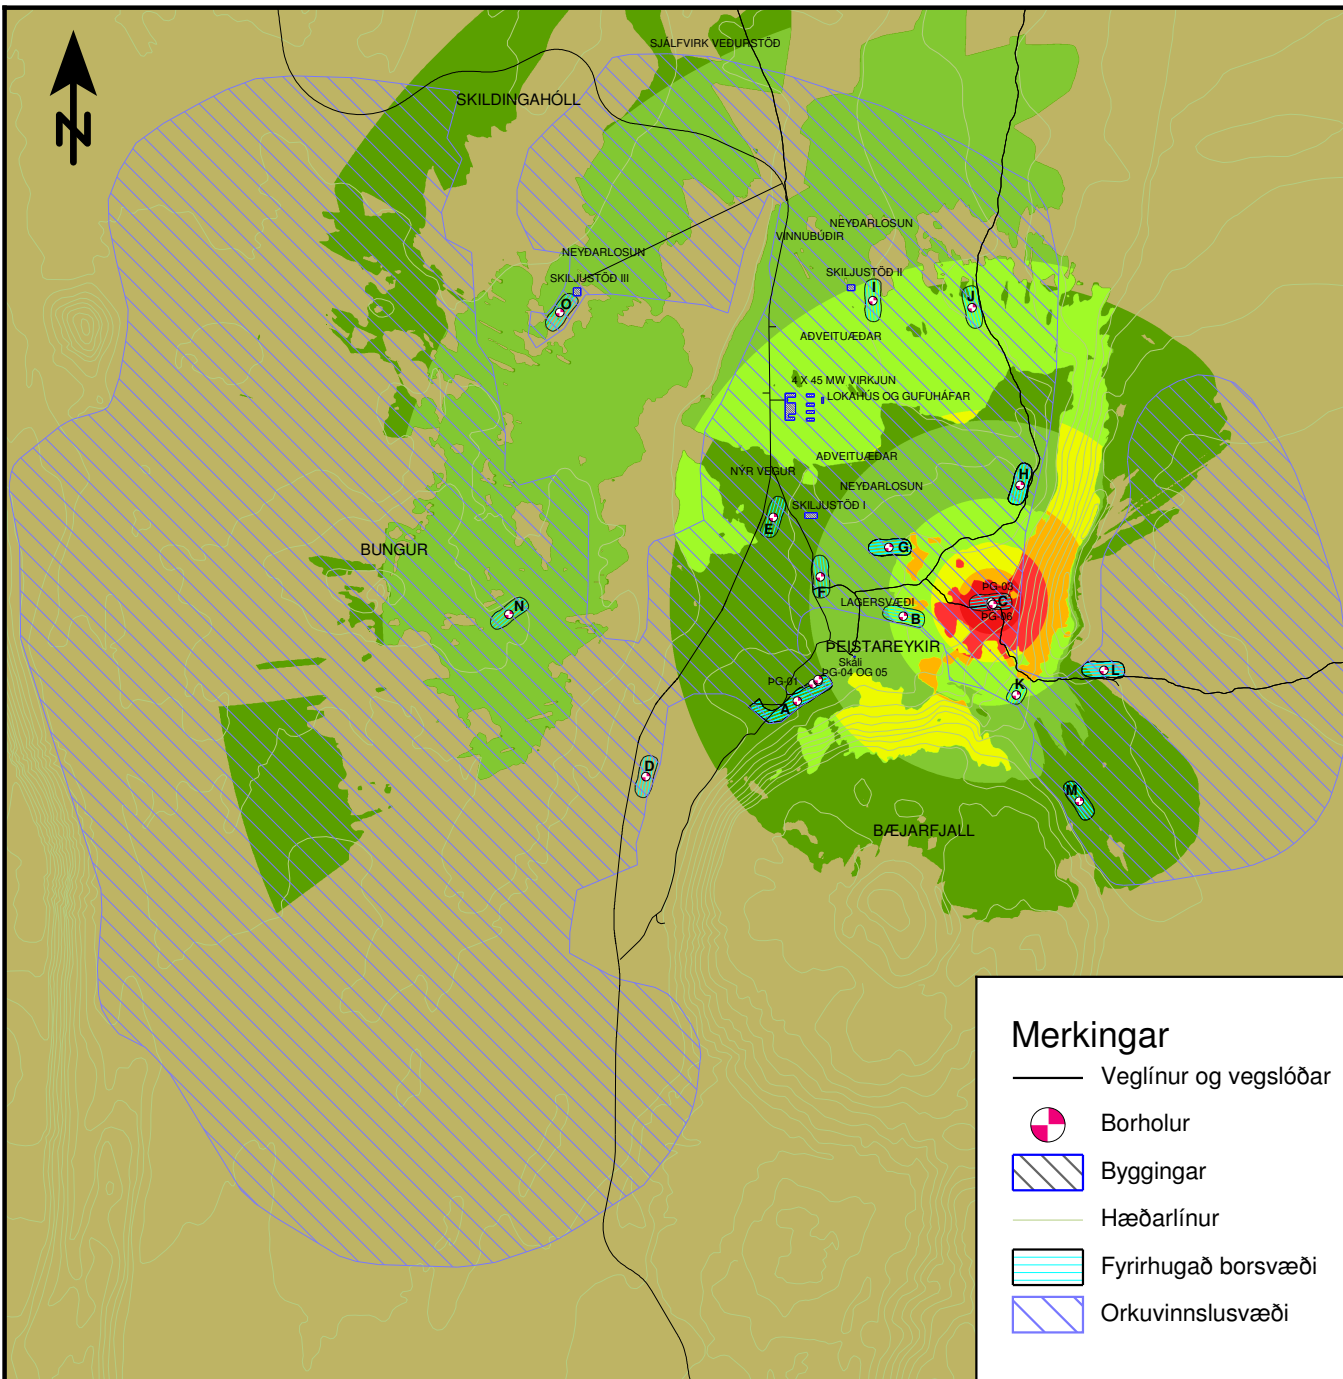 SJÁLFVIRK VEÐURSTÖÐ
SKILDINGAHÓLL
N
NEYÐARLOSUN
VINNUBÚÐIR
NEYÐARLOSUN
SKILJUSTÖÐ II
SKILJUSTÖÐ III
I
J
O
AÐVEITUÆÐAR
4 X 45 MW VIRKJUN
LOKAHÚS OG GUFUHÁFAR
AÐVEITUÆÐAR
NÝR VEGUR
H
NEYÐARLOSUN
SKILJUSTÖÐ I
E
BUNGUR
G
F
ÞG-03
C
LAGERSVÆÐI
N
B
ÞG-06
ÞEISTAREYKIR
Skáli
L
ÞG-01
ÞG-04 OG 05
K
A
D
M
BÆJARFJALL
Merkingar
Veglínur og vegslóðar
Borholur
Byggingar
Hæðarlínur
Fyrirhugað borsvæði
Orkuvinnslusvæði